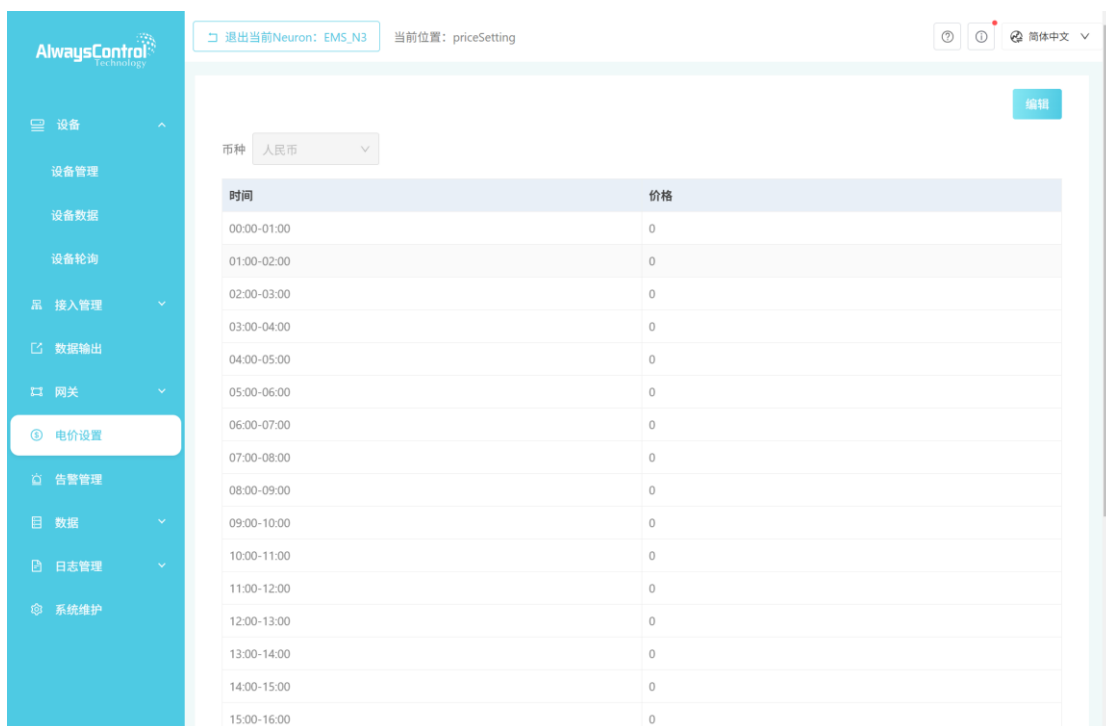 AlwaysControl
Technology
退出当前Neuron：EMS_N3
当前位置：priceSetting
简体中文
设备
设备管理
设备数据
设备轮询
接入管理
数据输出
网关
电价设置
告警管理
数据
日志管理
系统维护
编辑
币种 人民币
时间 价格
00:00-01:00 0
01:00-02:00 0
02:00-03:00 0
03:00-04:00 0
04:00-05:00 0
05:00-06:00 0
06:00-07:00 0
07:00-08:00 0
08:00-09:00 0
09:00-10:00 0
10:00-11:00 0
11:00-12:00 0
12:00-13:00 0
13:00-14:00 0
14:00-15:00 0
15:00-16:00 0